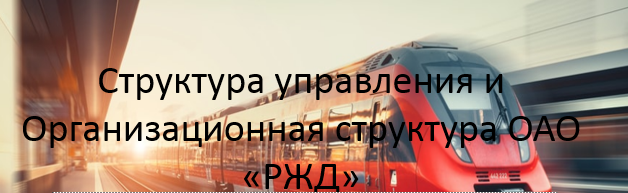 Структура управления и
Организационная структура ОАО
«РЖД»